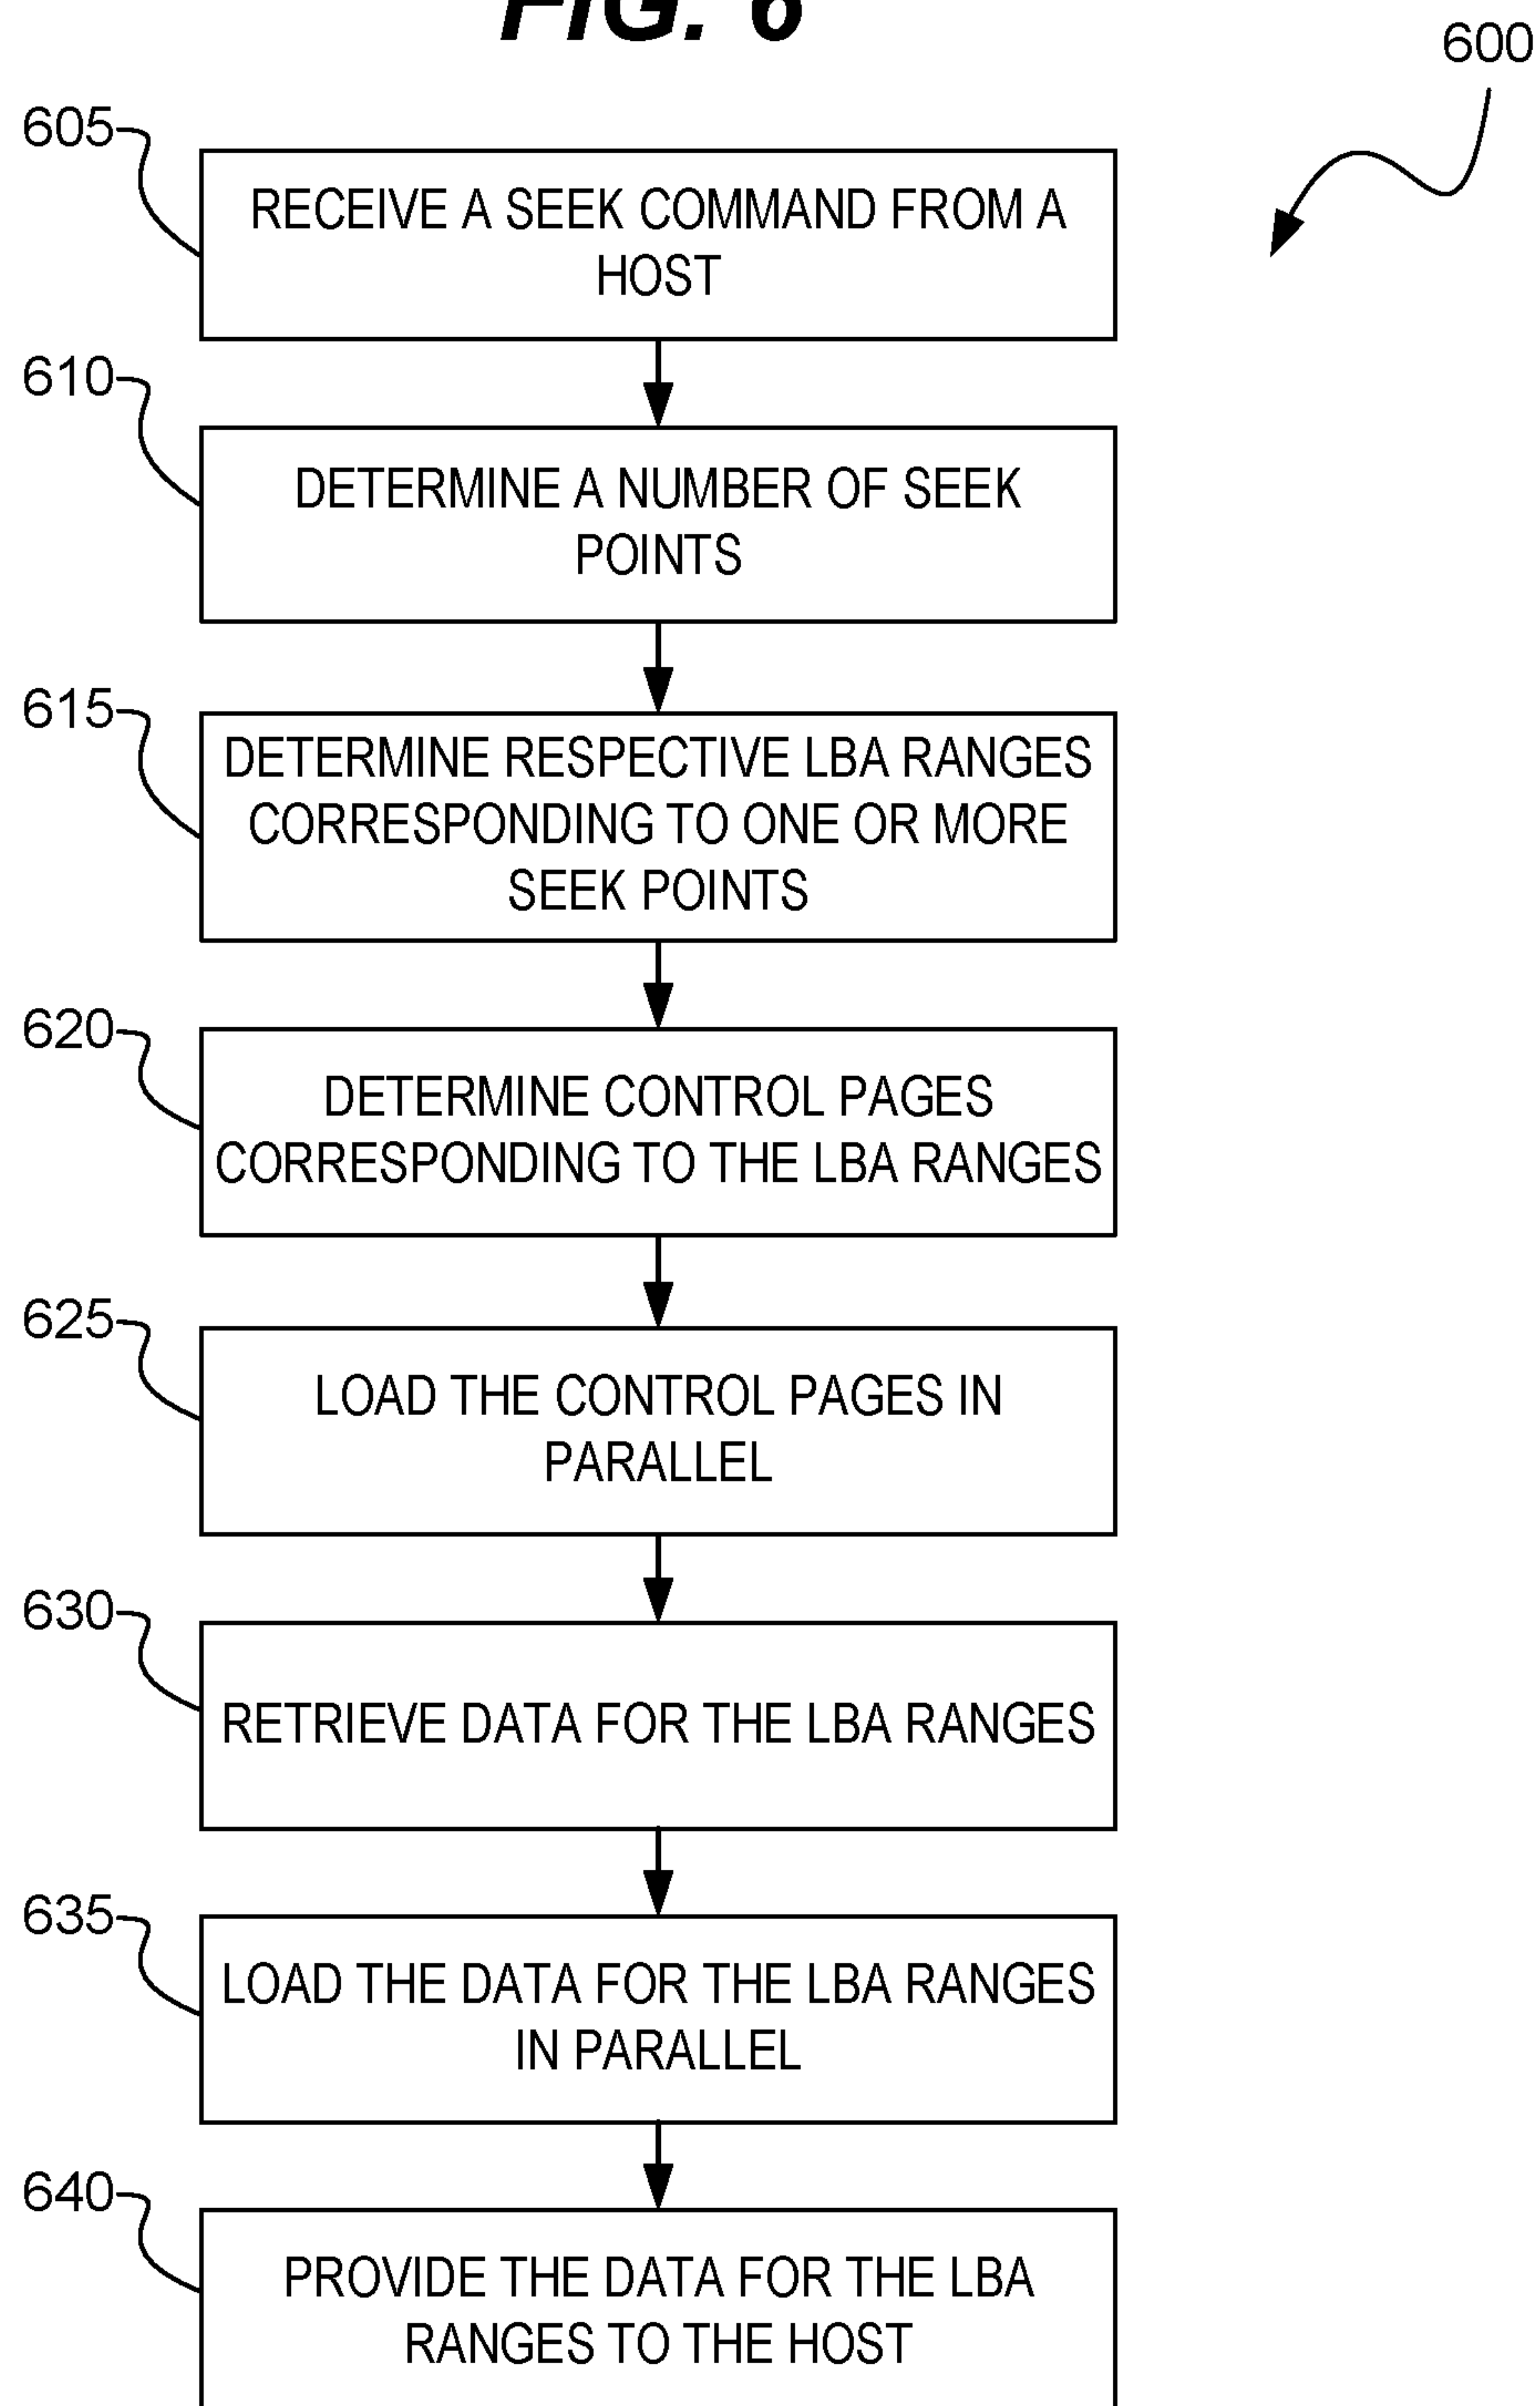 FIG. 6
600
605
RECEIVE A SEEK COMMAND FROM A
HOST
610
DETERMINE A NUMBER OF SEEK
POINTS
615
DETERMINE RESPECTIVE LBA RANGES
CORRESPONDING TO ONE OR MORE
SEEK POINTS
620
DETERMINE CONTROL PAGES
CORRESPONDING TO THE LBA RANGES
625
LOAD THE CONTROL PAGES IN
PARALLEL
630
RETRIEVE DATA FOR THE LBA RANGES
635
LOAD THE DATA FOR THE LBA RANGES
IN PARALLEL
640
PROVIDE THE DATA FOR THE LBA
RANGES TO THE HOST